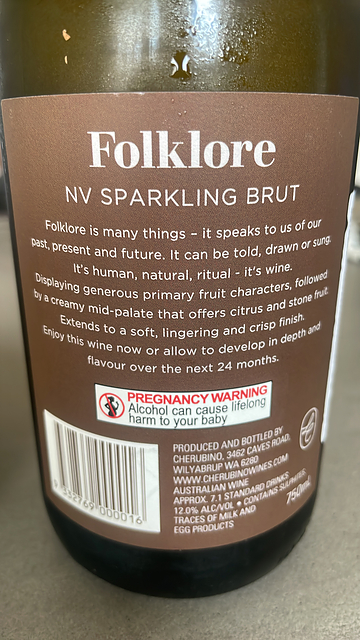 Folklore
NV SPARKLING BRUT
Folklore is many things – it speaks to us of our
past, present and future. It can be told, drawn or sung.
It's human, natural, ritual - it's wine.
Displaying generous primary fruit characters, followed
by a creamy mid-palate that offers citrus and stone fruit.
Extends to a soft, lingering and crisp finish.
Enjoy this wine now or allow to develop in depth and
flavour over the next 24 months.
PREGNANCY WARNING
Alcohol can cause lifelong
harm to your baby
PRODUCED AND BOTTLED BY
CHERUBINO, 3462 CAVES ROAD,
WILYABRUP WA 6280
WWW.CHERUBINOWINES.COM
AUSTRALIAN WINE
APPROX. 7.1 STANDARD DRINKS
12.0% ALC/VOL • CONTAINS SULPHITES,
TRACES OF MILK AND
EGG PRODUCTS
750mL
9 332769 000016